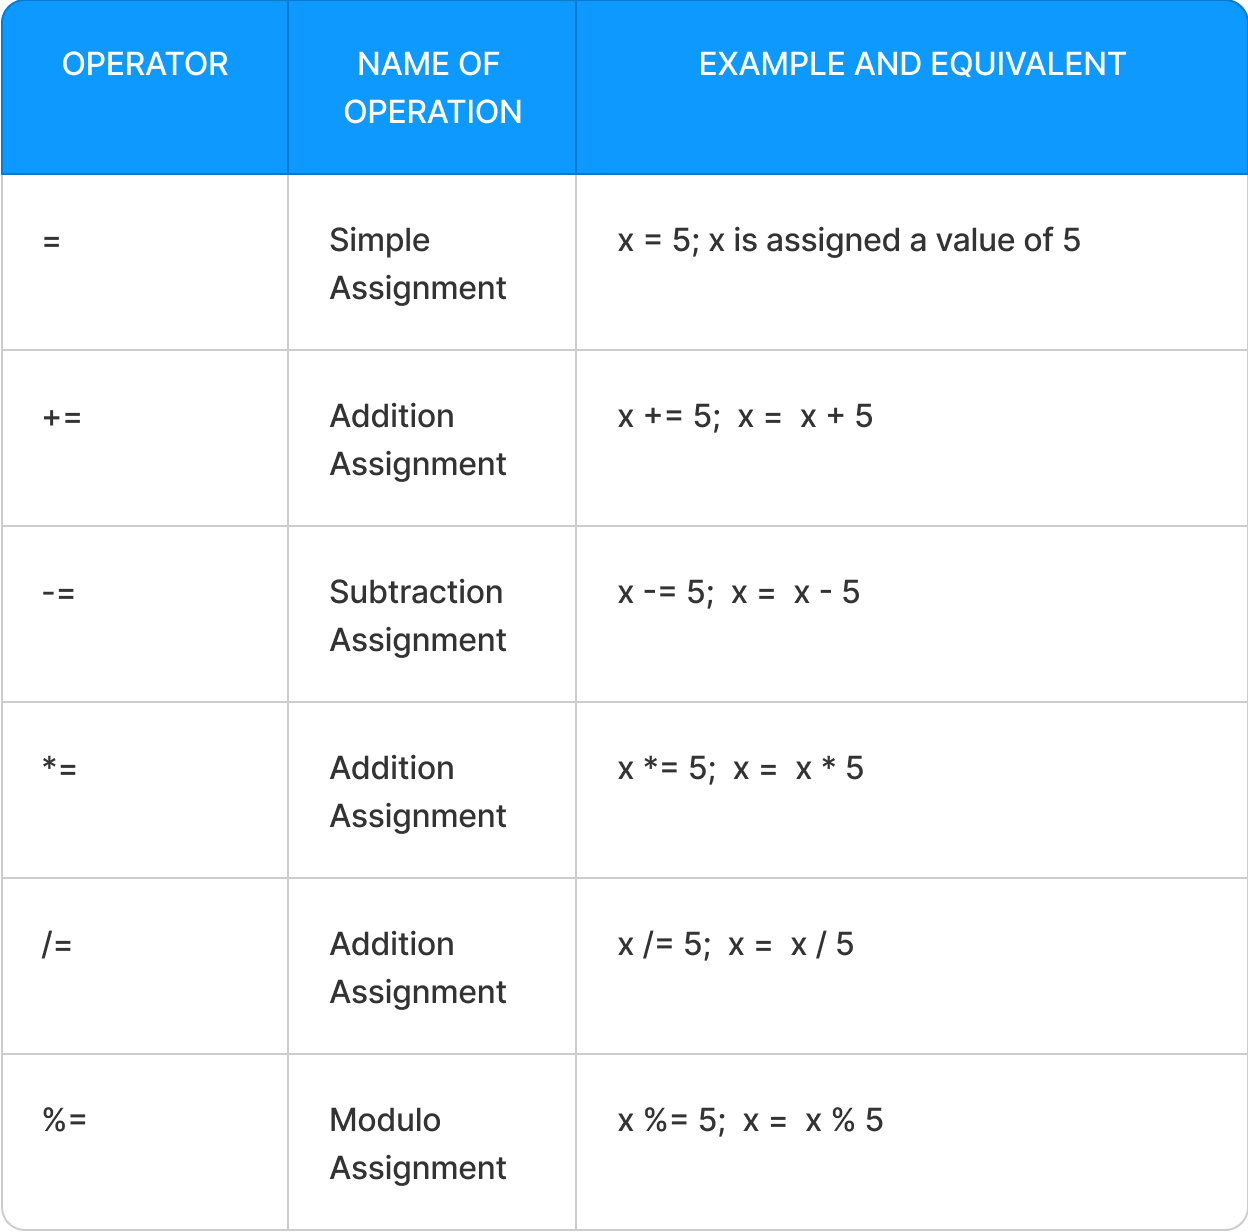 OPERATOR
NAME OF
OPERATION
EXAMPLE AND EQUIVALENT
=
Simple
Assignment
x = 5; x is assigned a value of 5
+=
Addition
Assignment
x += 5;  x =  x + 5
-=
Subtraction
Assignment
x -= 5;  x =  x - 5
*=
Addition
Assignment
x *= 5;  x =  x * 5
/=
Addition
Assignment
x /= 5;  x =  x / 5
%=
Modulo
Assignment
x %= 5;  x =  x % 5